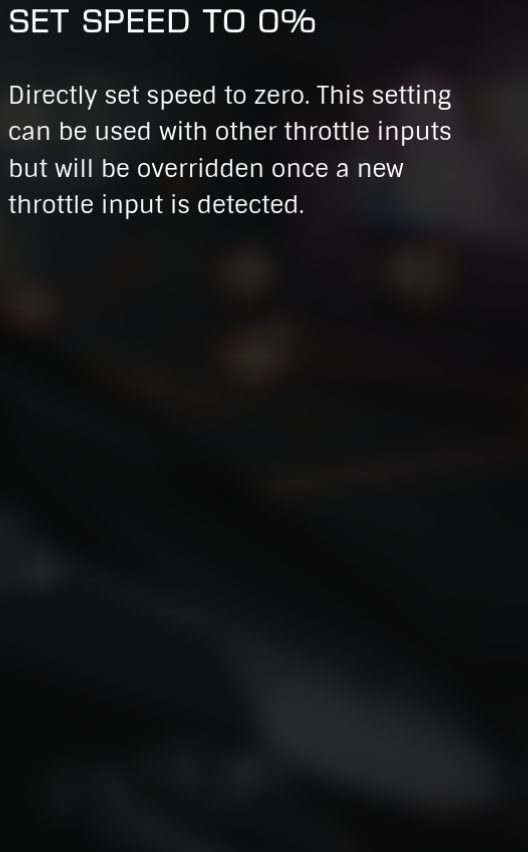 SET SPEED TO 0%
Directly set speed to zero. This setting
can be used with other throttle inputs
but will be overridden once a new
throttle input is detected.